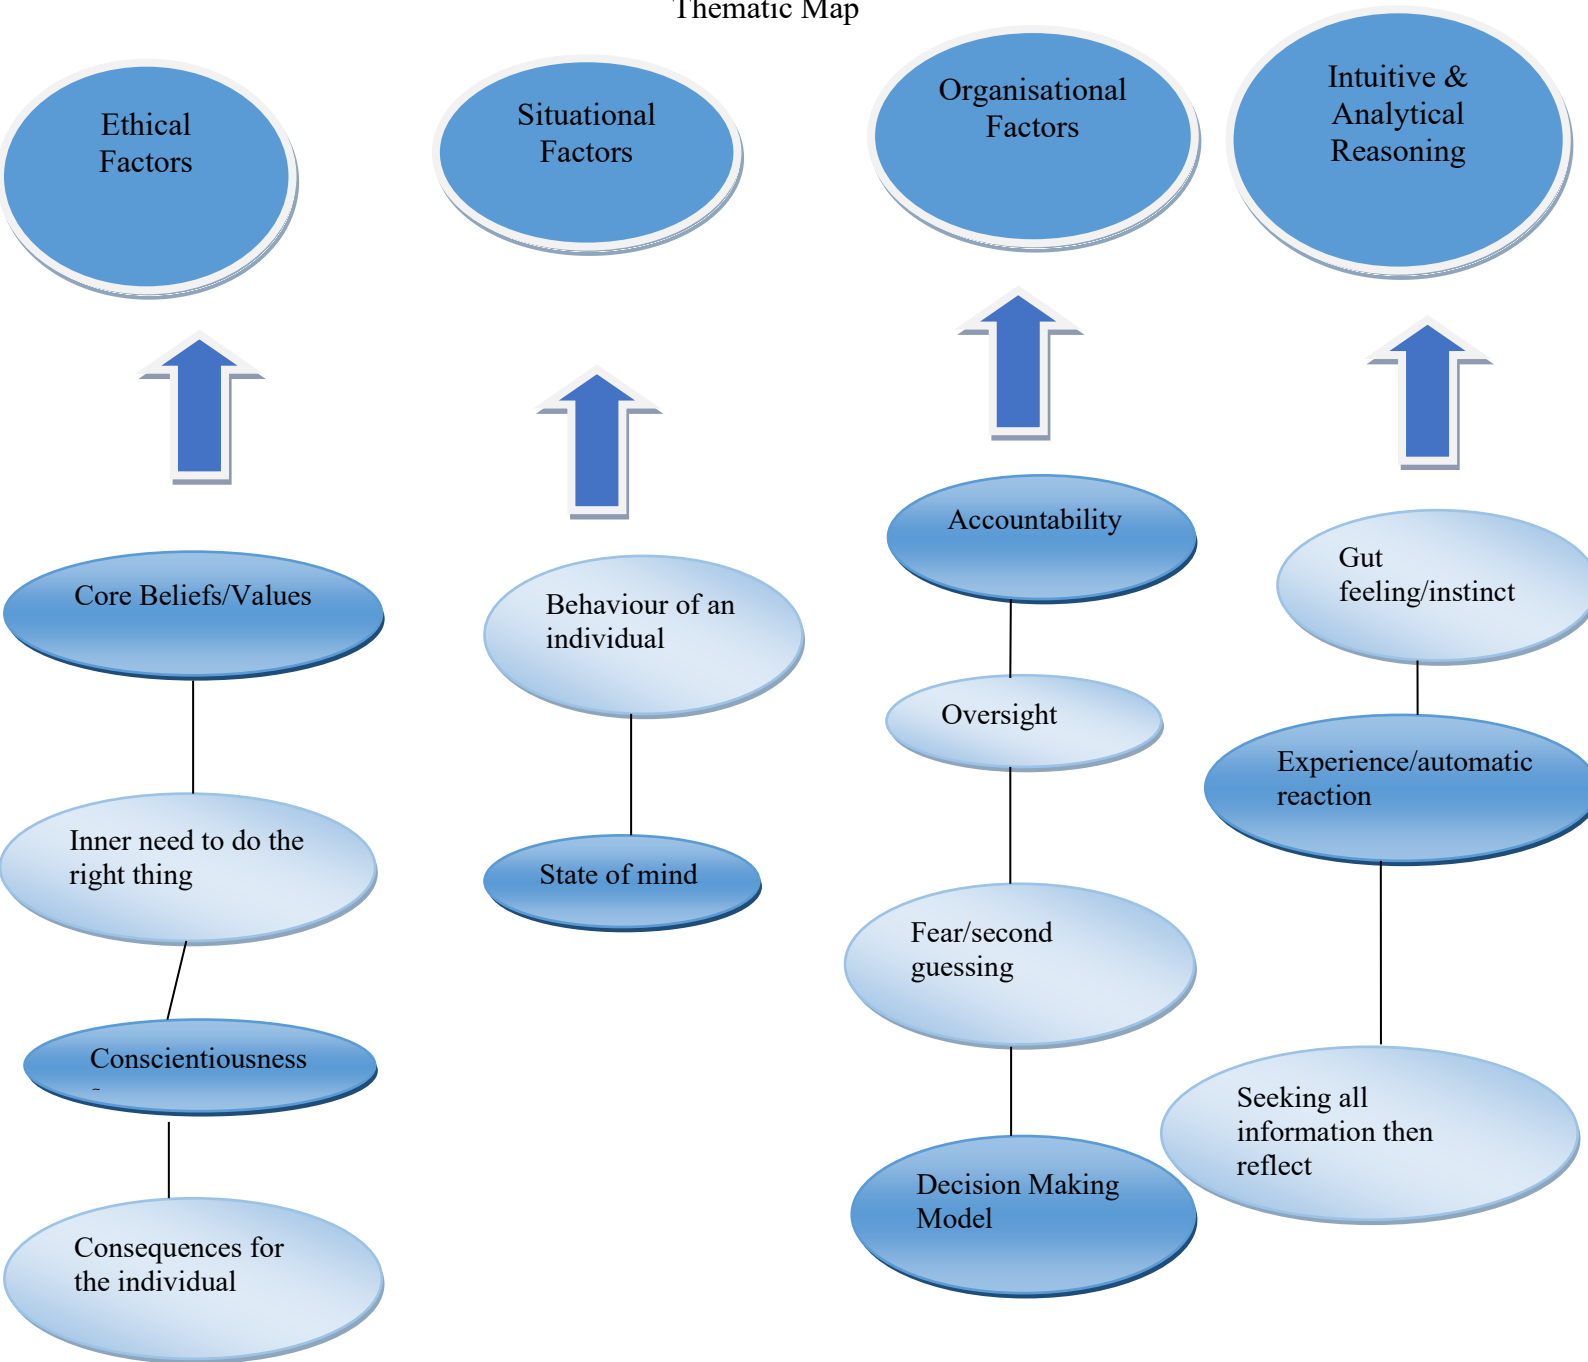 Thematic Map
Ethical
Factors
Situational
Factors
Organisational
Factors
Intuitive &
Analytical
Reasoning
Core Beliefs/Values
Inner need to do the
right thing
Conscientiousness
Consequences for
the individual
Behaviour of an
individual
State of mind
Accountability
Oversight
Fear/second
guessing
Decision Making
Model
Gut
feeling/instinct
Experience/automatic
reaction
Seeking all
information then
reflect